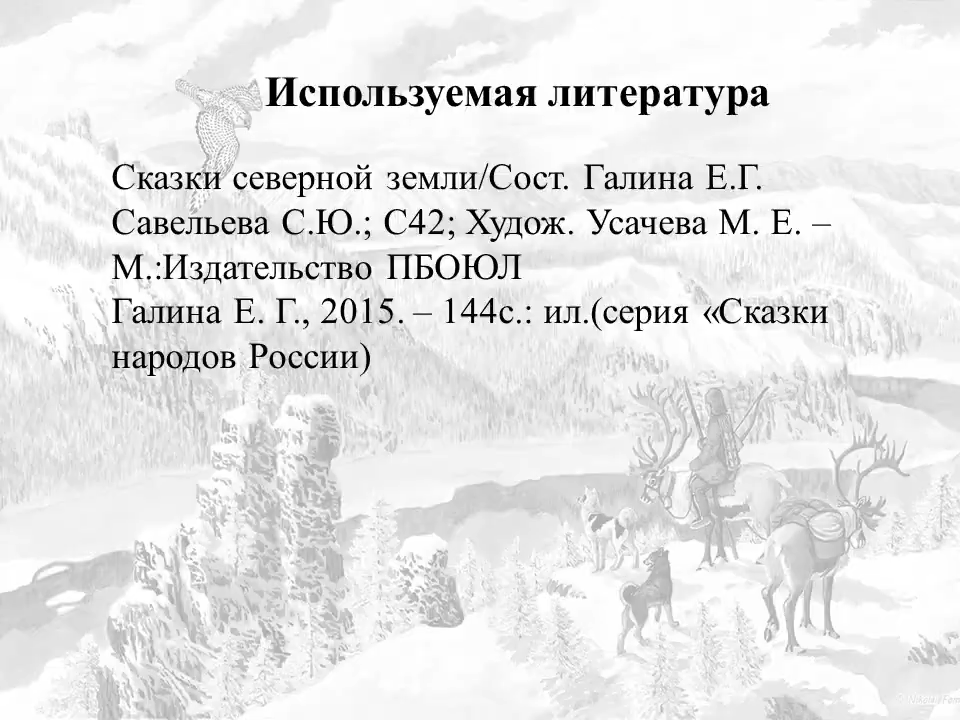 Используемая литература
Сказки северной земли/Сост. Галина Е.Г.
Савельева С.Ю.; С42; Худож. Усачева М. Е. –
М.:Издательство ПБОЮЛ
Галина Е. Г., 2015. – 144с.: ил.(серия «Сказки
народов России)